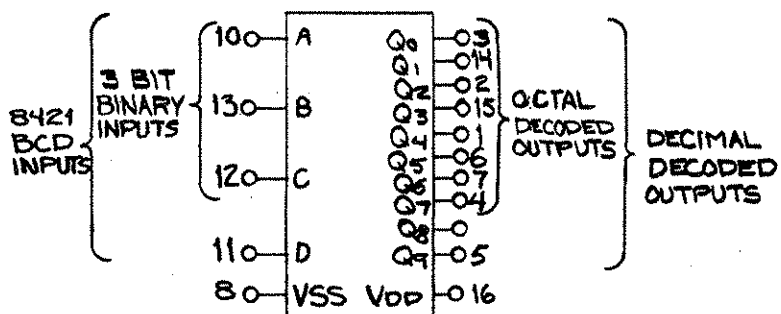 8421
BCD
INPUTS
3 BIT
BINARY
INPUTS
10 A
13 B
12 C
11 D
8 VSS
Q0 3
Q1 14
Q2 2
Q3 15
Q4 1
Q5 6
Q6 7
Q7 4
Q8
Q9 5
VDD 16
OCTAL
DECODED
OUTPUTS
DECIMAL
DECODED
OUTPUTS